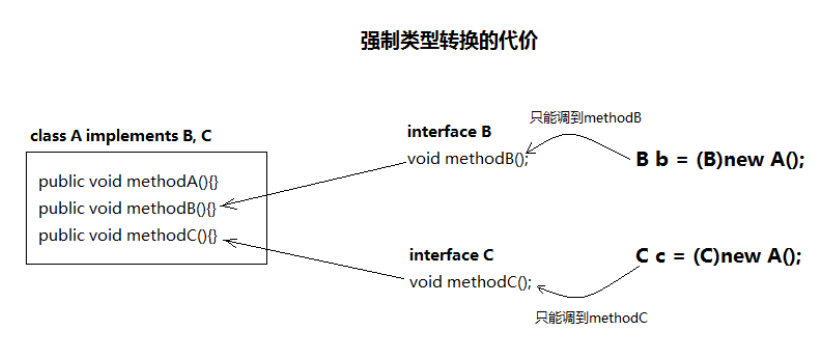 强制类型转换的代价
class A implements B, C
public void methodA(){}
public void methodB(){}
public void methodC(){}
interface B
void methodB();
只能调到methodB
B b = (B)new A();
interface C
void methodC();
只能调到methodC
C c = (C)new A();